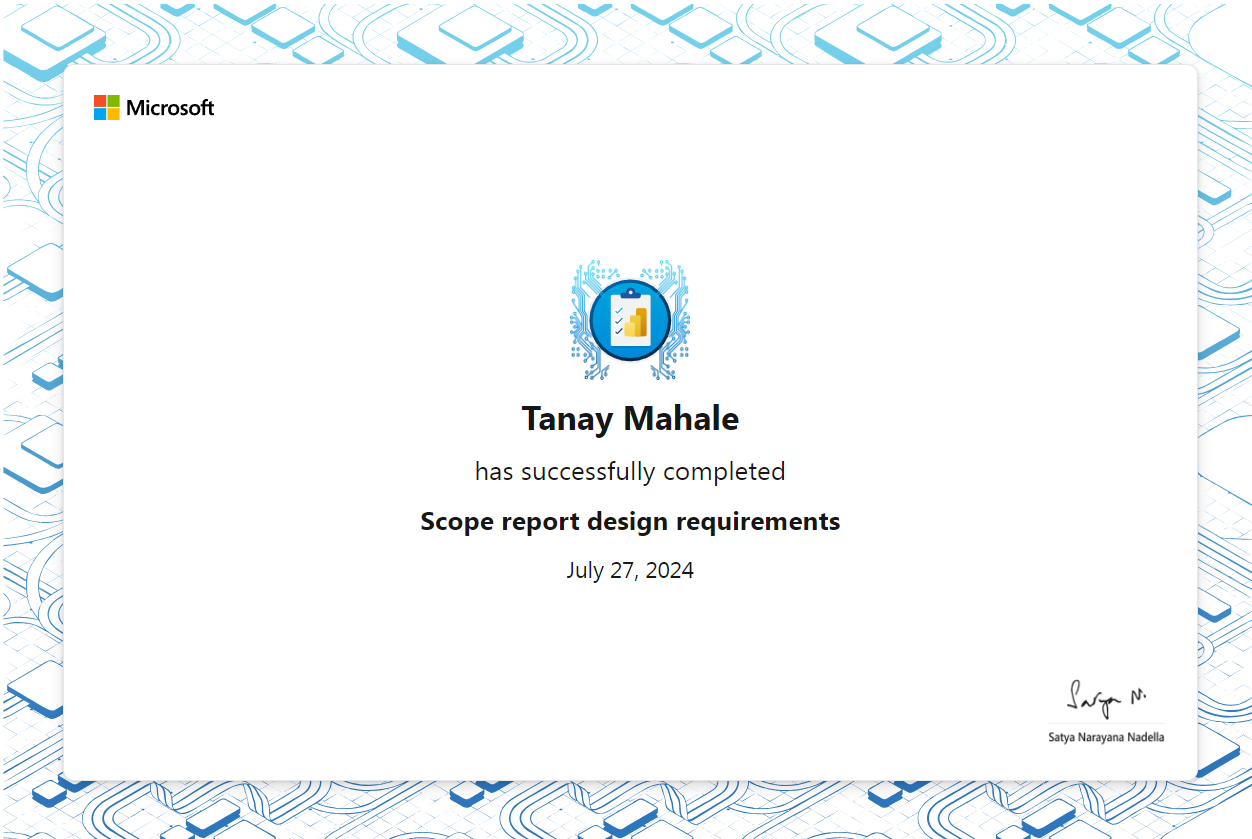 Microsoft
Tanay Mahale
has successfully completed
Scope report design requirements
July 27, 2024
Satya N.
Satya Narayana Nadella